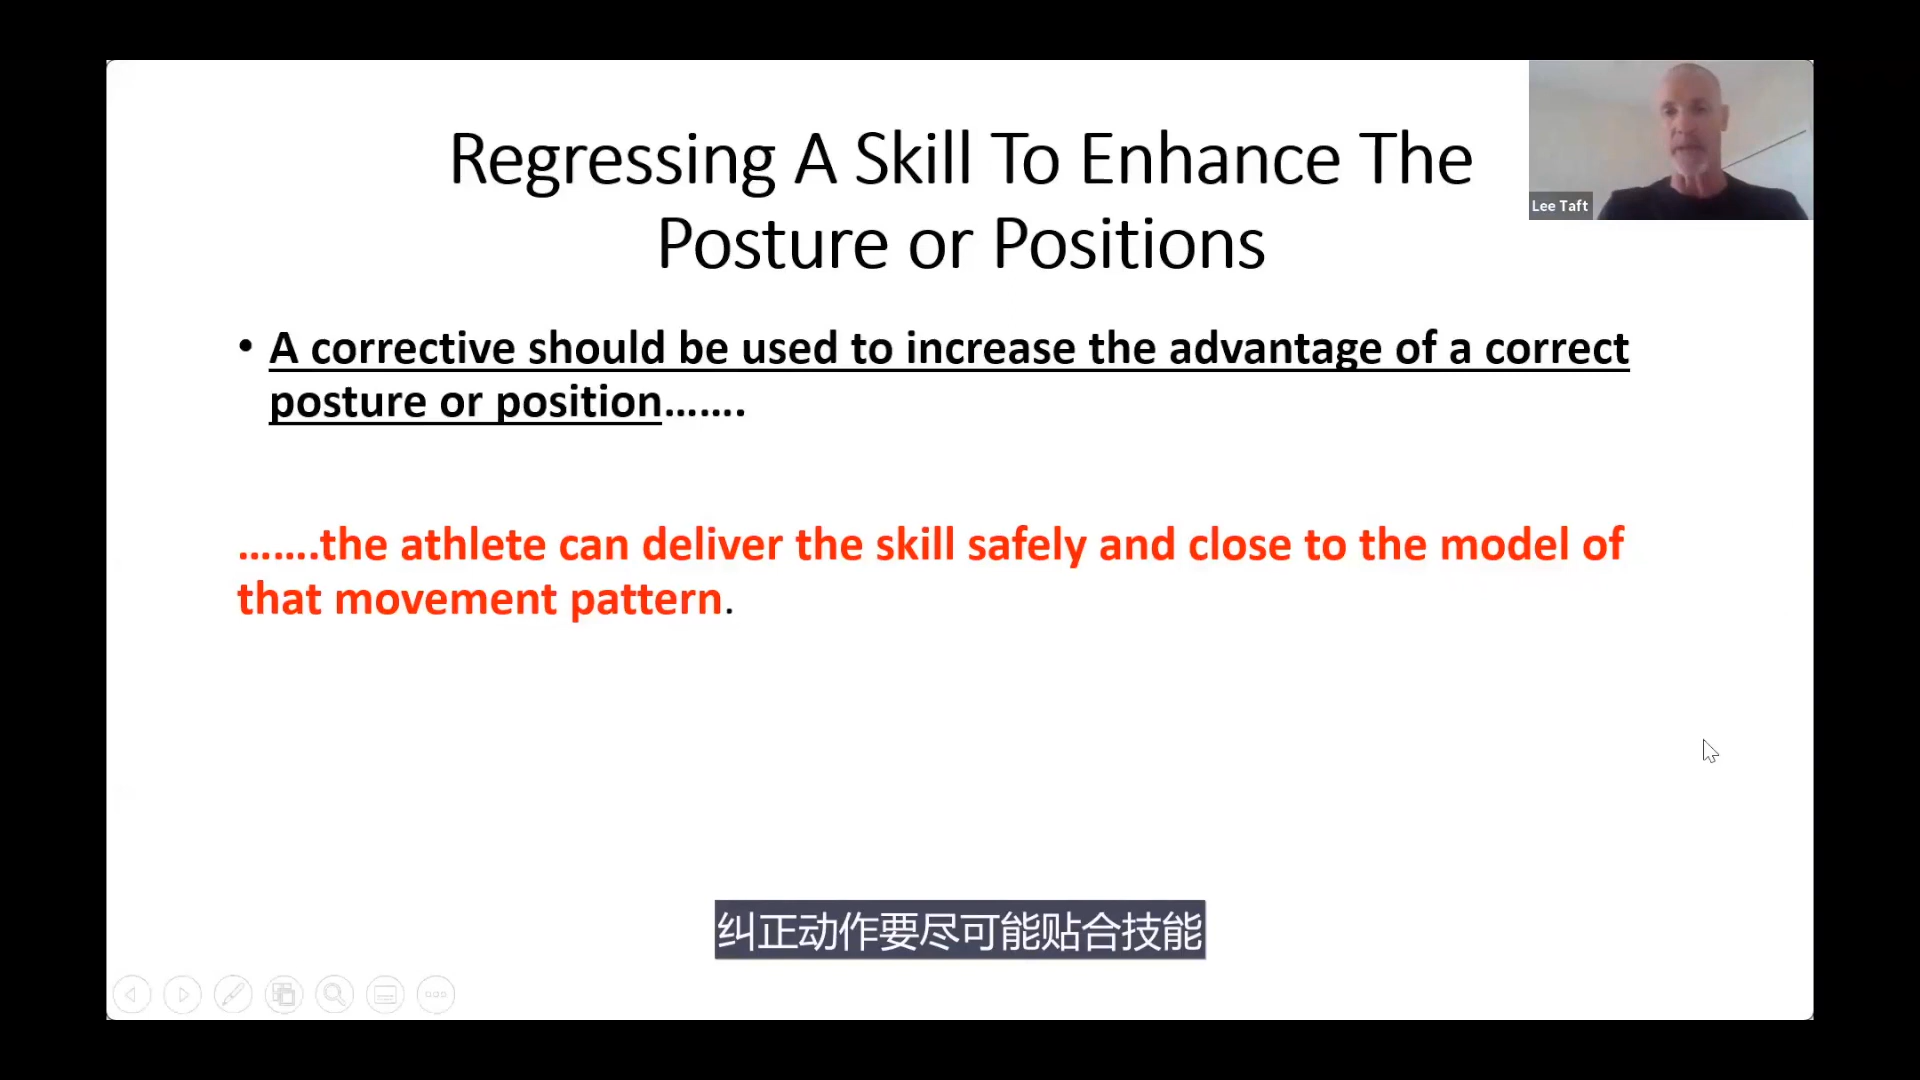 Regressing A Skill To Enhance The
Posture or Positions
Lee Taft
• A corrective should be used to increase the advantage of a correct
posture or position…….
…….the athlete can deliver the skill safely and close to the model of
that movement pattern.
纠正动作要尽可能贴合技能